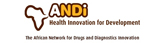 ANDi
Health Innovation for Development
The African Network for Drugs and Diagnostics Innovation